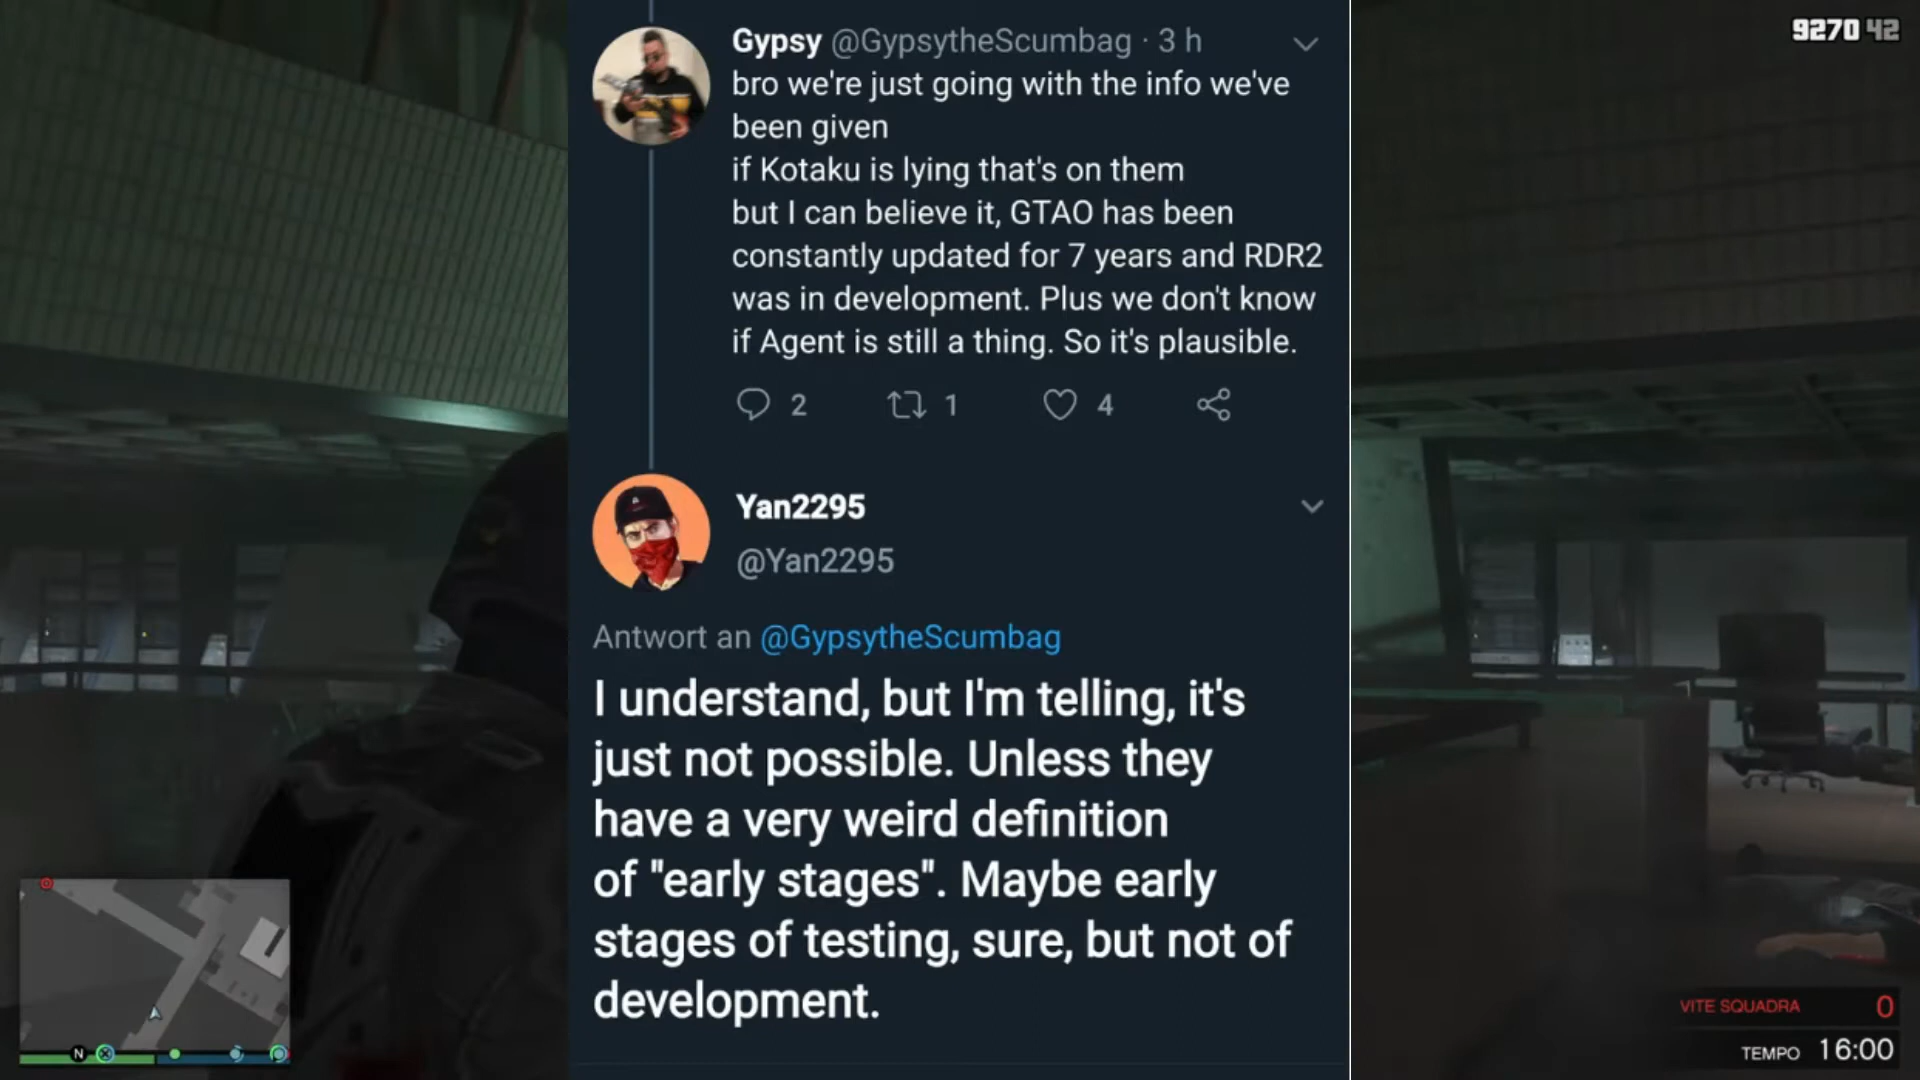 9270 42
Gypsy @GypsytheScumbag · 3 h
bro we're just going with the info we've
been given
if Kotaku is lying that's on them
but I can believe it, GTAO has been
constantly updated for 7 years and RDR2
was in development. Plus we don't know
if Agent is still a thing. So it's plausible.
2 1 4
Yan2295
@Yan2295
Antwort an @GypsytheScumbag
I understand, but I'm telling, it's
just not possible. Unless they
have a very weird definition
of "early stages". Maybe early
stages of testing, sure, but not of
development.
N
VITE SQUADRA 0
TEMPO 16:00